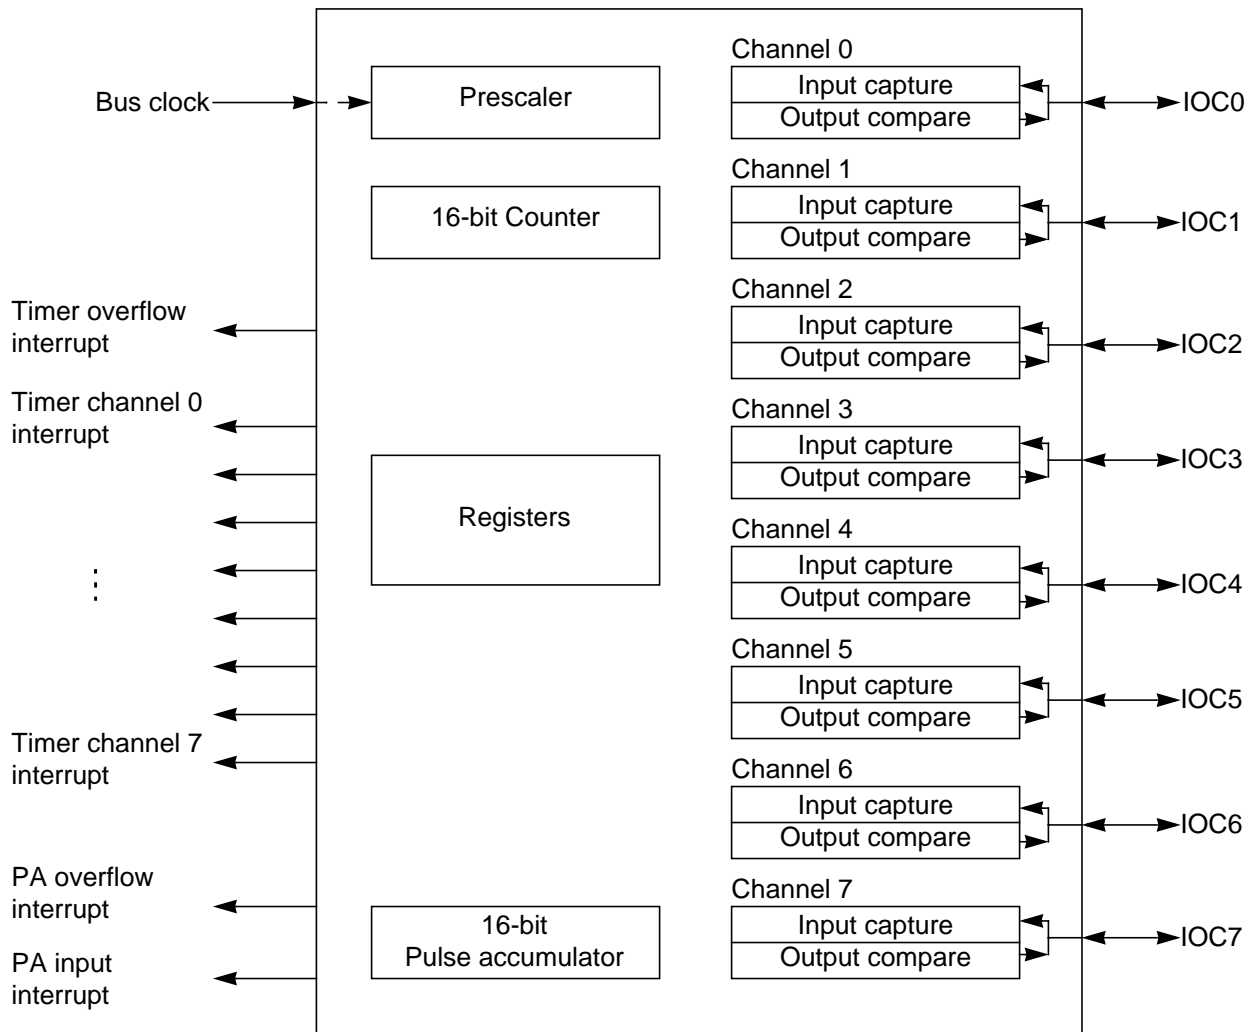 Bus clock
Timer overflow
interrupt
Timer channel 0
interrupt
Timer channel 7
interrupt
PA overflow
interrupt
PA input
interrupt
Prescaler
16-bit Counter
Registers
16-bit
Pulse accumulator
Channel 0
Input capture
Output compare
IOC0
Channel 1
Input capture
Output compare
IOC1
Channel 2
Input capture
Output compare
IOC2
Channel 3
Input capture
Output compare
IOC3
Channel 4
Input capture
Output compare
IOC4
Channel 5
Input capture
Output compare
IOC5
Channel 6
Input capture
Output compare
IOC6
Channel 7
Input capture
Output compare
IOC7